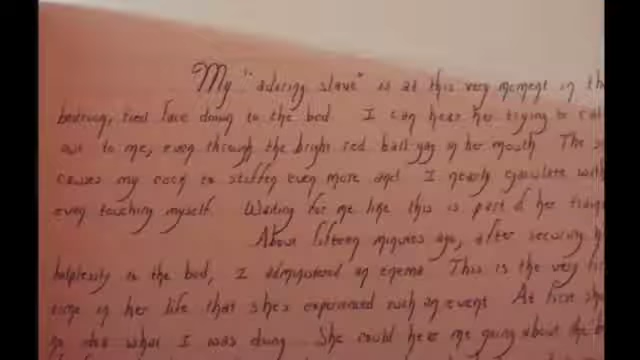 My "adoring slave" is at this very moment in th
bedroom, tied face down to the bed. I can hear her trying to call
out to me, even through the bright red ball gag in her mouth. The s
causes my cock to stiffen even more and I nearly ejaculate with
even touching myself. Waiting for me like this is part of her
About fifteen minutes ago, after securing
helplessly to the bed, I administered an enema. This is the very
time in her life that she's experienced such an event. At first she
what I was doing. She could hear me going about the